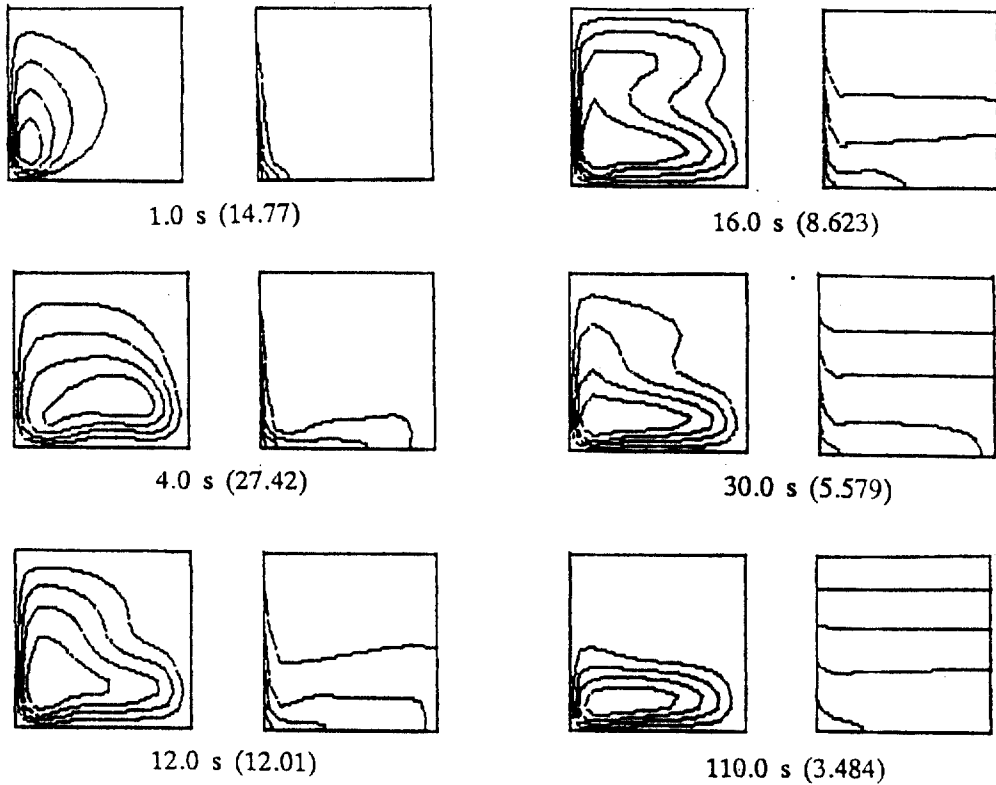 1.0 s (14.77)
16.0 s (8.623)
4.0 s (27.42)
30.0 s (5.579)
12.0 s (12.01)
110.0 s (3.484)